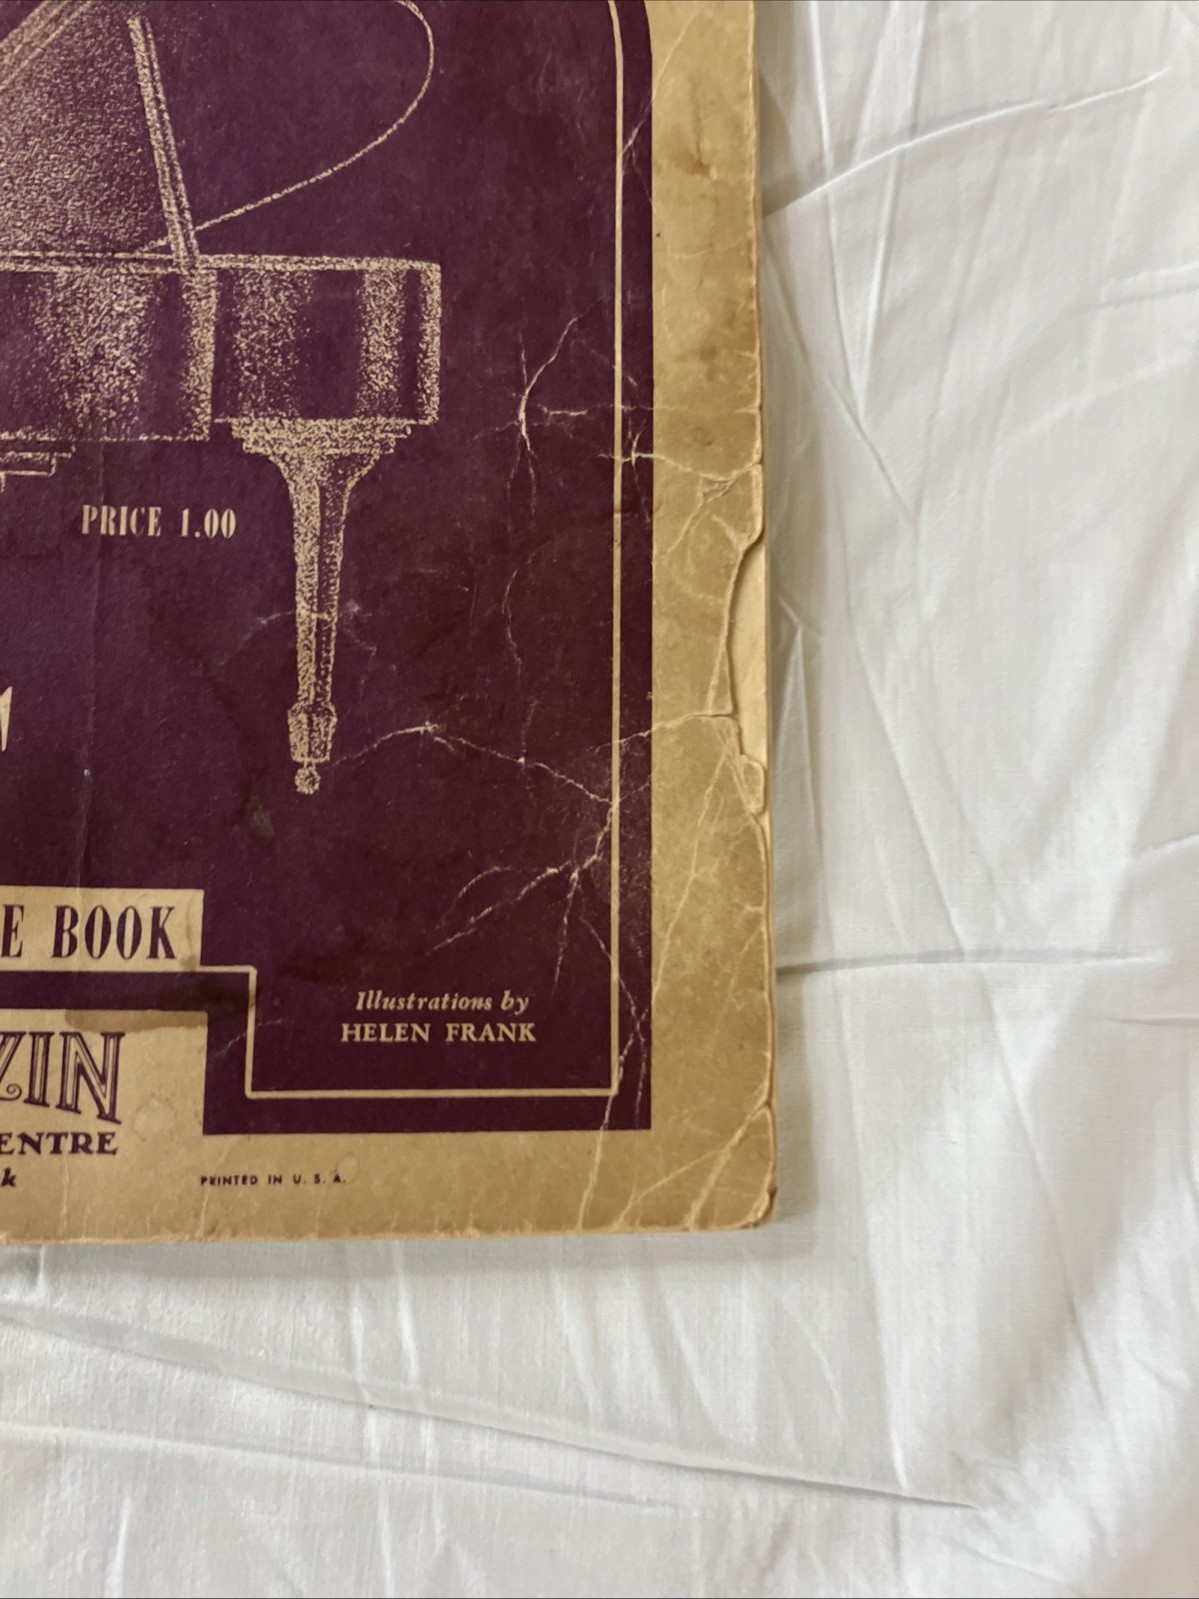 PRICE 1.00
E BOOK
Illustrations by
HELEN FRANK
ZIN
ENTRE
k
PRINTED IN U. S. A.